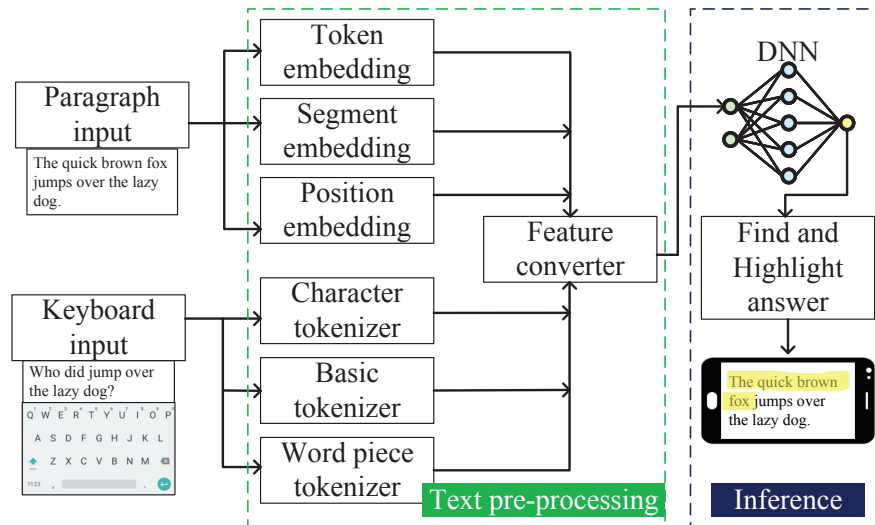 Paragraph
input
The quick brown fox
jumps over the lazy
dog.
Token
embedding
Segment
embedding
Position
embedding
Keyboard
input
Who did jump over
the lazy dog?
Q W E R T Y U I O P
A S D F G H J K L
Z X C V B N M
?123 , .
Character
tokenizer
Basic
tokenizer
Word piece
tokenizer
Feature
converter
Text pre-processing
DNN
Find and
Highlight
answer
The quick brown
fox jumps over
the lazy dog.
Inference